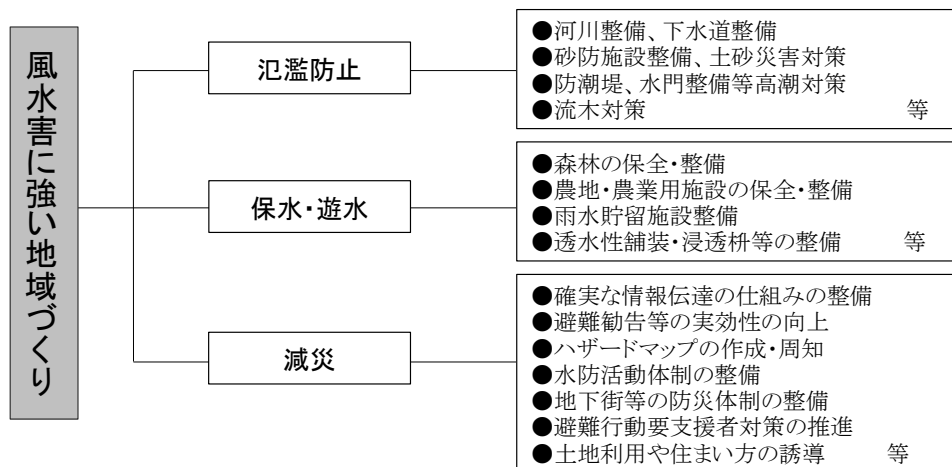 風水害に強い地域づくり
氾濫防止
●河川整備、下水道整備
●砂防施設整備、土砂災害対策
●防潮堤、水門整備等高潮対策
●流木対策 等
保水・遊水
●森林の保全・整備
●農地・農業用施設の保全・整備
●雨水貯留施設整備
●透水性舗装・浸透枡等の整備 等
減災
●確実な情報伝達の仕組みの整備
●避難勧告等の実効性の向上
●ハザードマップの作成・周知
●水防活動体制の整備
●地下街等の防災体制の整備
●避難行動要支援者対策の推進
●土地利用や住まい方の誘導 等